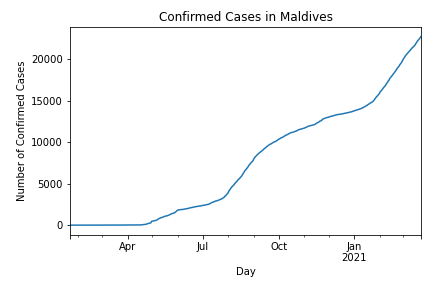 Confirmed Cases in Maldives
Number of Confirmed Cases
20000
15000
10000
5000
0
Apr
Jul
Oct
Jan
2021
Day